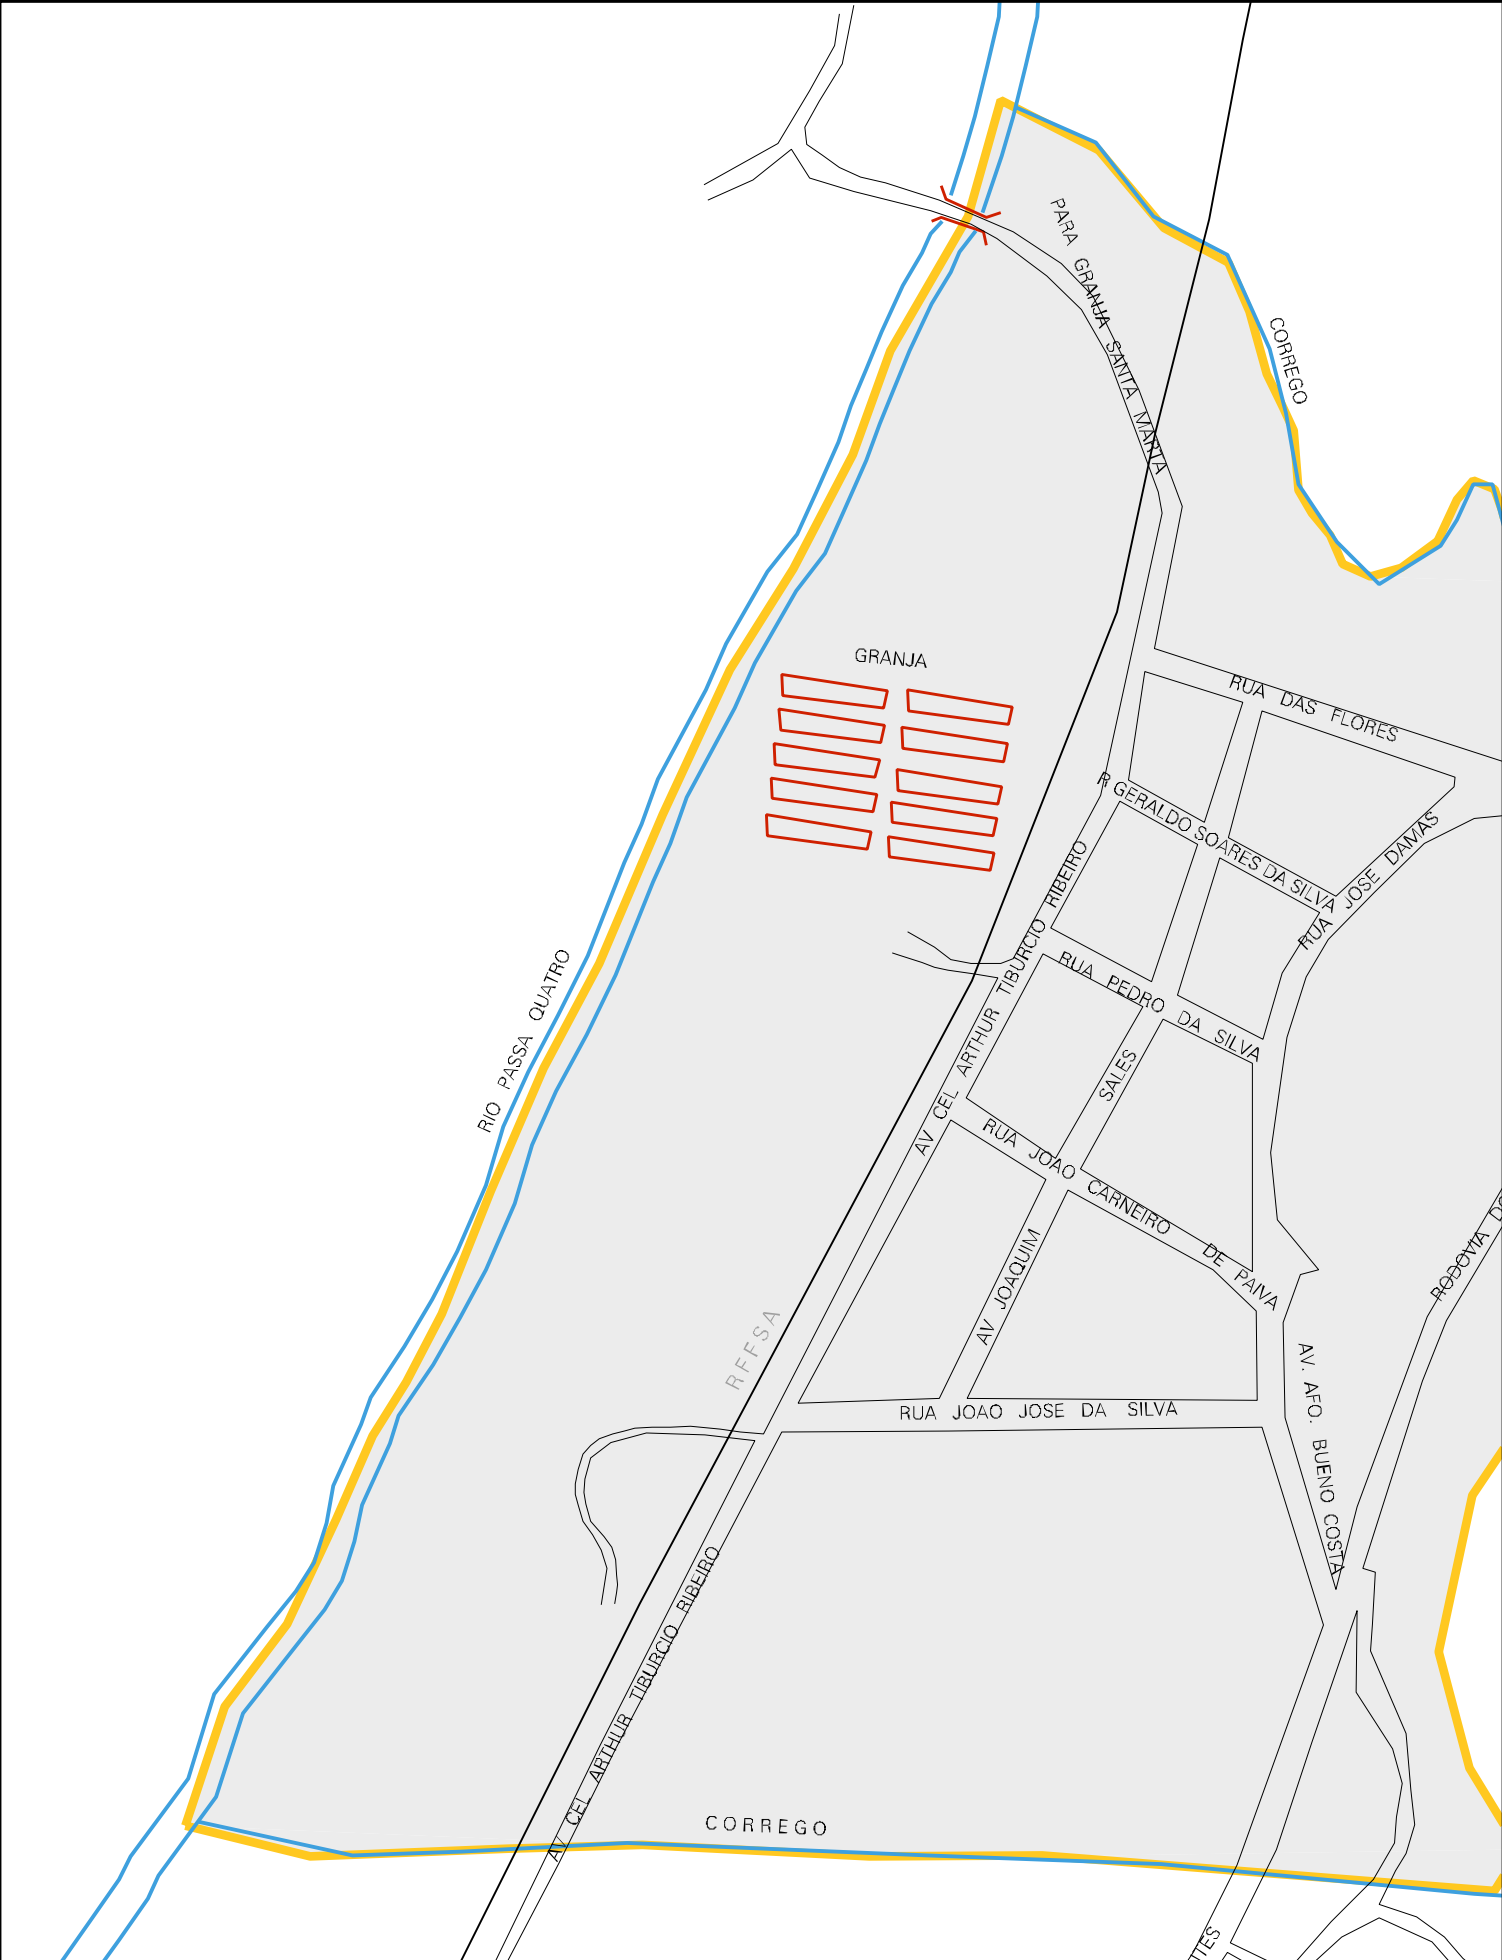 PARA GRANJA SANTA MARTA
CORREGO
GRANJA
RUA DAS FLORES
R GERALDO SOARES DA SILVA
RUA JOSE DAMAS
RIO PASSA QUATRO
AV CEL ARTHUR TIBURCIO RIBEIRO
RUA PEDRO DA SILVA
SALES
RUA JOAO CARNEIRO DE PAIVA
AV JOAQUIM
RODOVIA
RFFSA
AV. AFO. BUENO COSTA
RUA JOAO JOSE DA SILVA
AV CEL ARTHUR TIBURCIO RIBEIRO
CORREGO